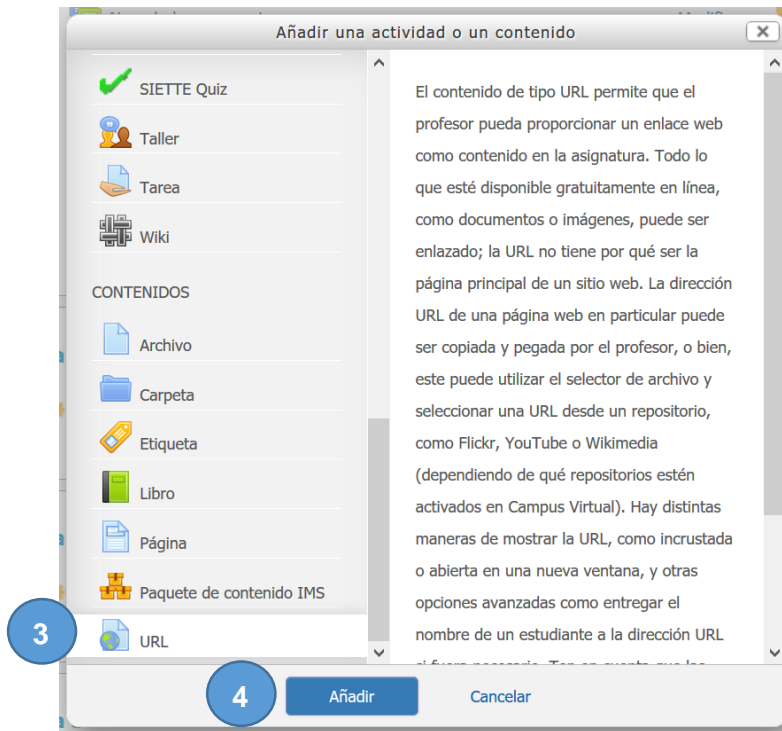 Añadir una actividad o un contenido
SIETTE Quiz
Taller
Tarea
Wiki
CONTENIDOS
Archivo
Carpeta
Etiqueta
Libro
Página
Paquete de contenido IMS
3
URL
El contenido de tipo URL permite que el
profesor pueda proporcionar un enlace web
como contenido en la asignatura. Todo lo
que esté disponible gratuitamente en línea,
como documentos o imágenes, puede ser
enlazado; la URL no tiene por qué ser la
página principal de un sitio web. La dirección
URL de una página web en particular puede
ser copiada y pegada por el profesor, o bien,
este puede utilizar el selector de archivo y
seleccionar una URL desde un repositorio,
como Flickr, YouTube o Wikimedia
(dependiendo de qué repositorios estén
activados en Campus Virtual). Hay distintas
maneras de mostrar la URL, como incrustada
o abierta en una nueva ventana, y otras
opciones avanzadas como entregar el
nombre de un estudiante a la dirección URL
4
Añadir
Cancelar